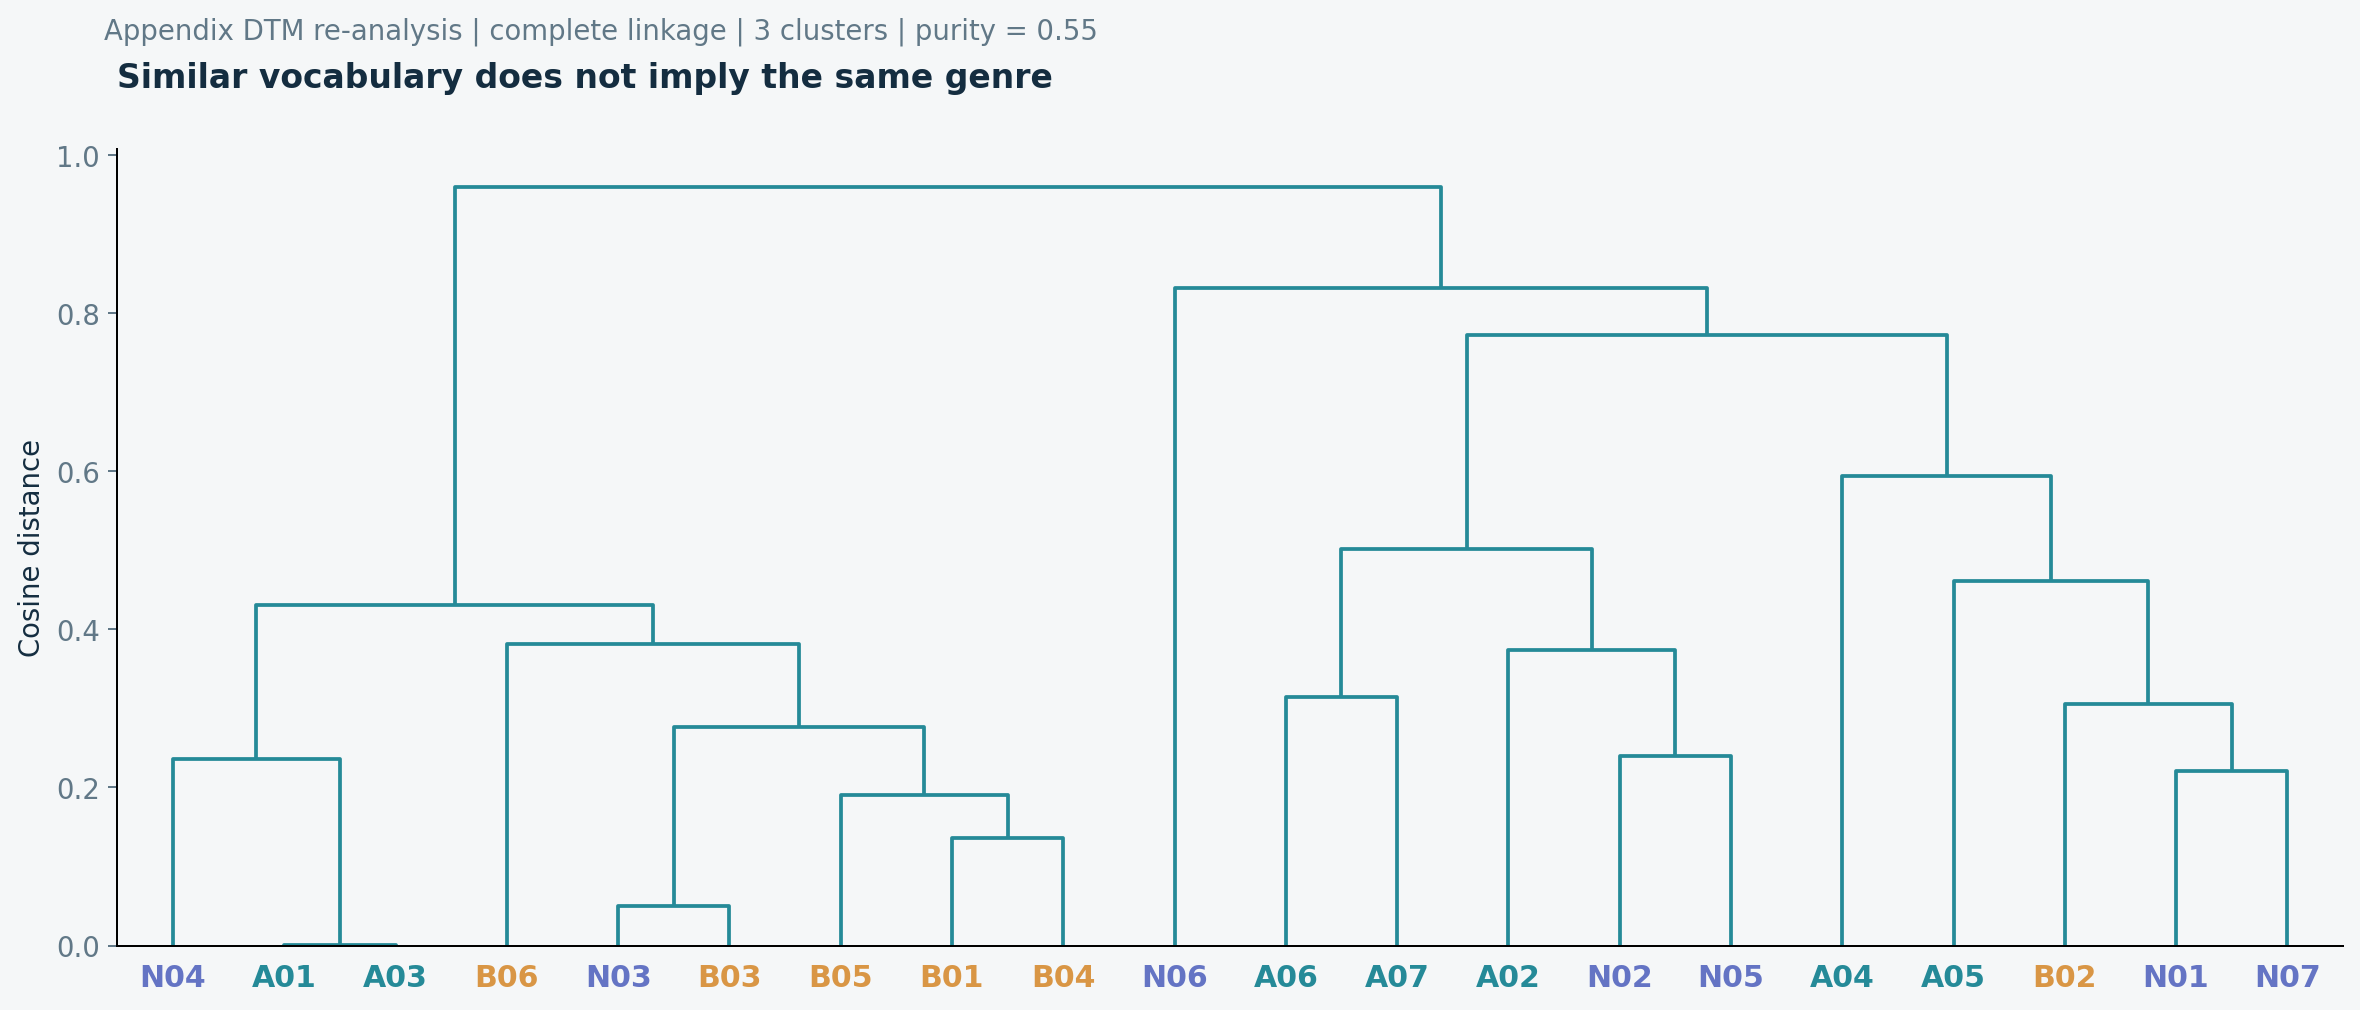 Appendix DTM re-analysis | complete linkage | 3 clusters | purity = 0.55
Similar vocabulary does not imply the same genre
1.0
0.8
0.6
0.4
0.2
0.0
Cosine distance
N04 A01 A03 B06 N03 B03 B05 B01 B04 N06 A06 A07 A02 N02 N05 A04 A05 B02 N01 N07